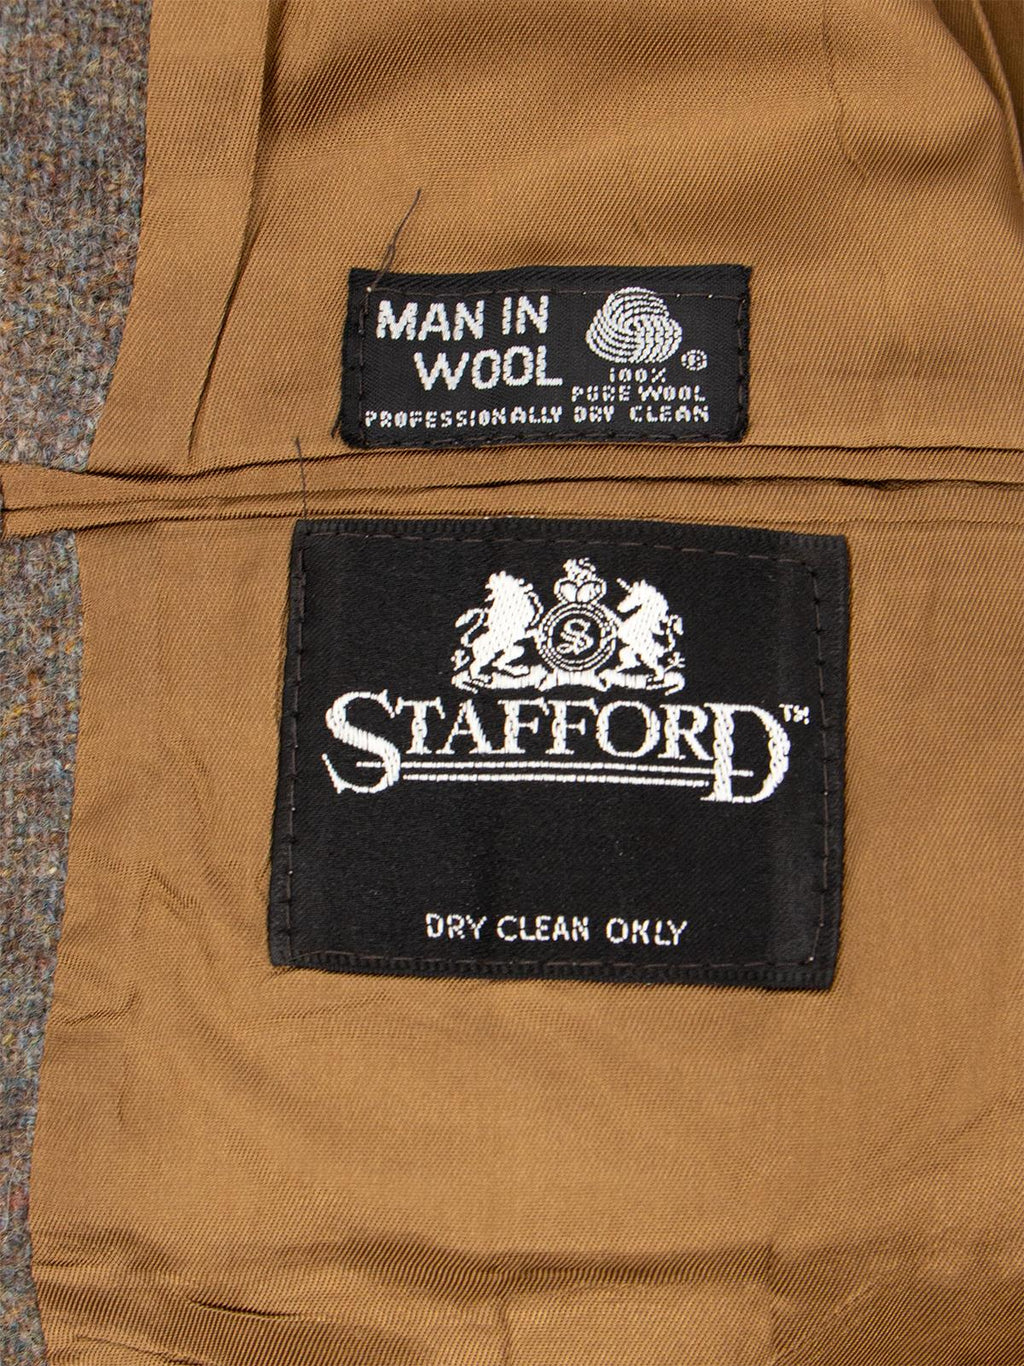 MAN IN
WOOL
®
100%
PURE WOOL
PROFESSIONALLY DRY CLEAN
S
STAFFORD™
DRY CLEAN ONLY